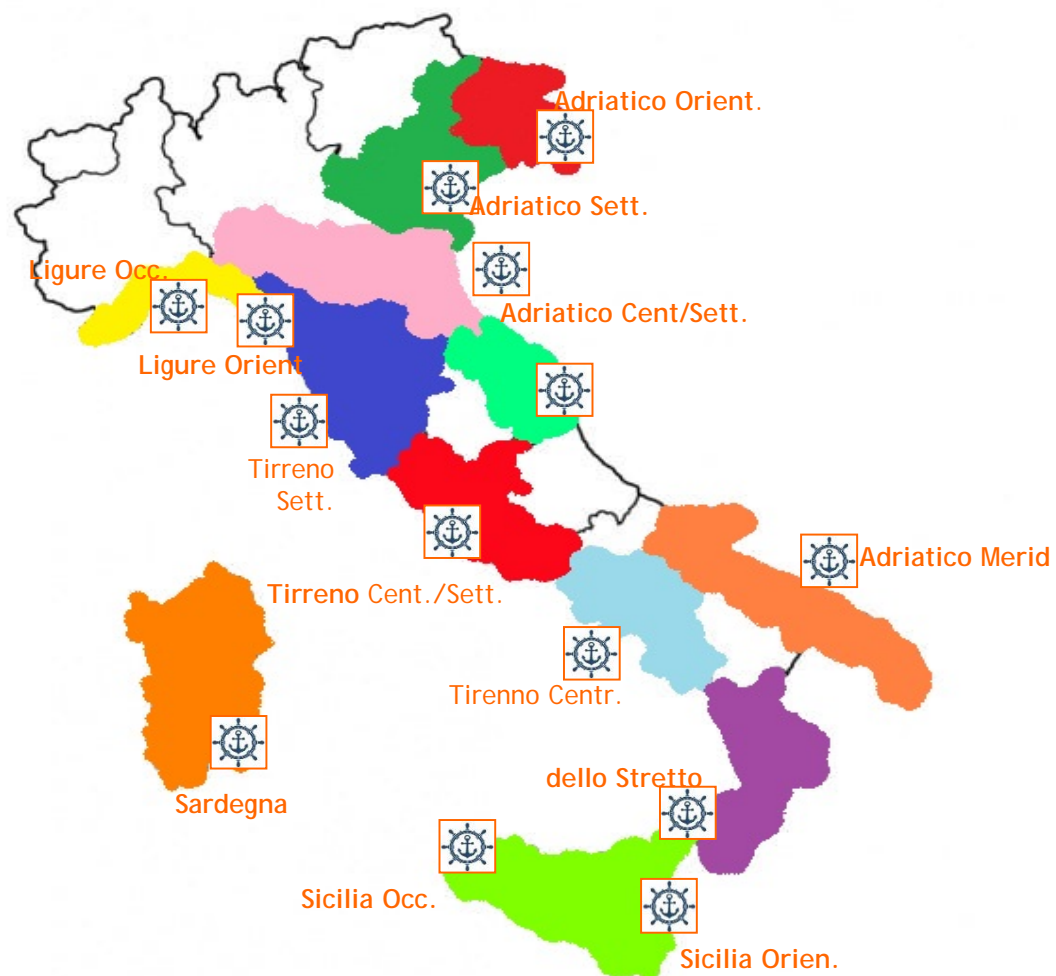 Adriatico Orient.
Adriatico Sett.
Ligure Occ.
Adriatico Cent/Sett.
Ligure Orient
Tirreno
Sett.
Adriatico Merid
Tirreno Cent./Sett.
Tirenno Centr.
dello Stretto
Sardegna
Sicilia Occ.
Sicilia Orien.